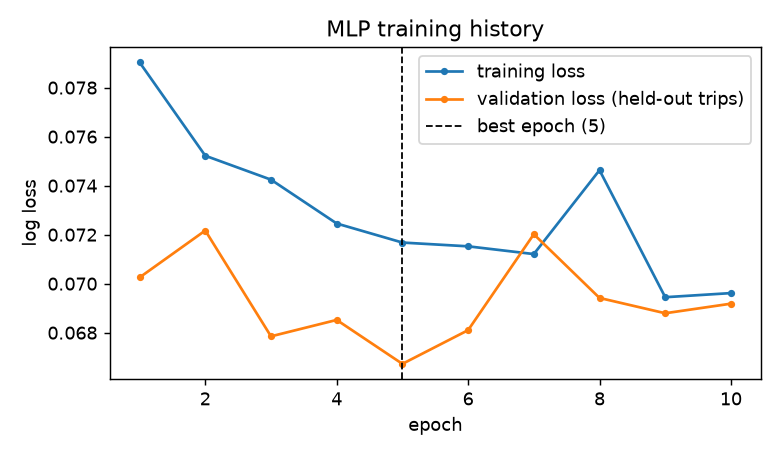 MLP training history
training loss
validation loss (held-out trips)
best epoch (5)
log loss
0.078
0.076
0.074
0.072
0.070
0.068
2 4 6 8 10
epoch